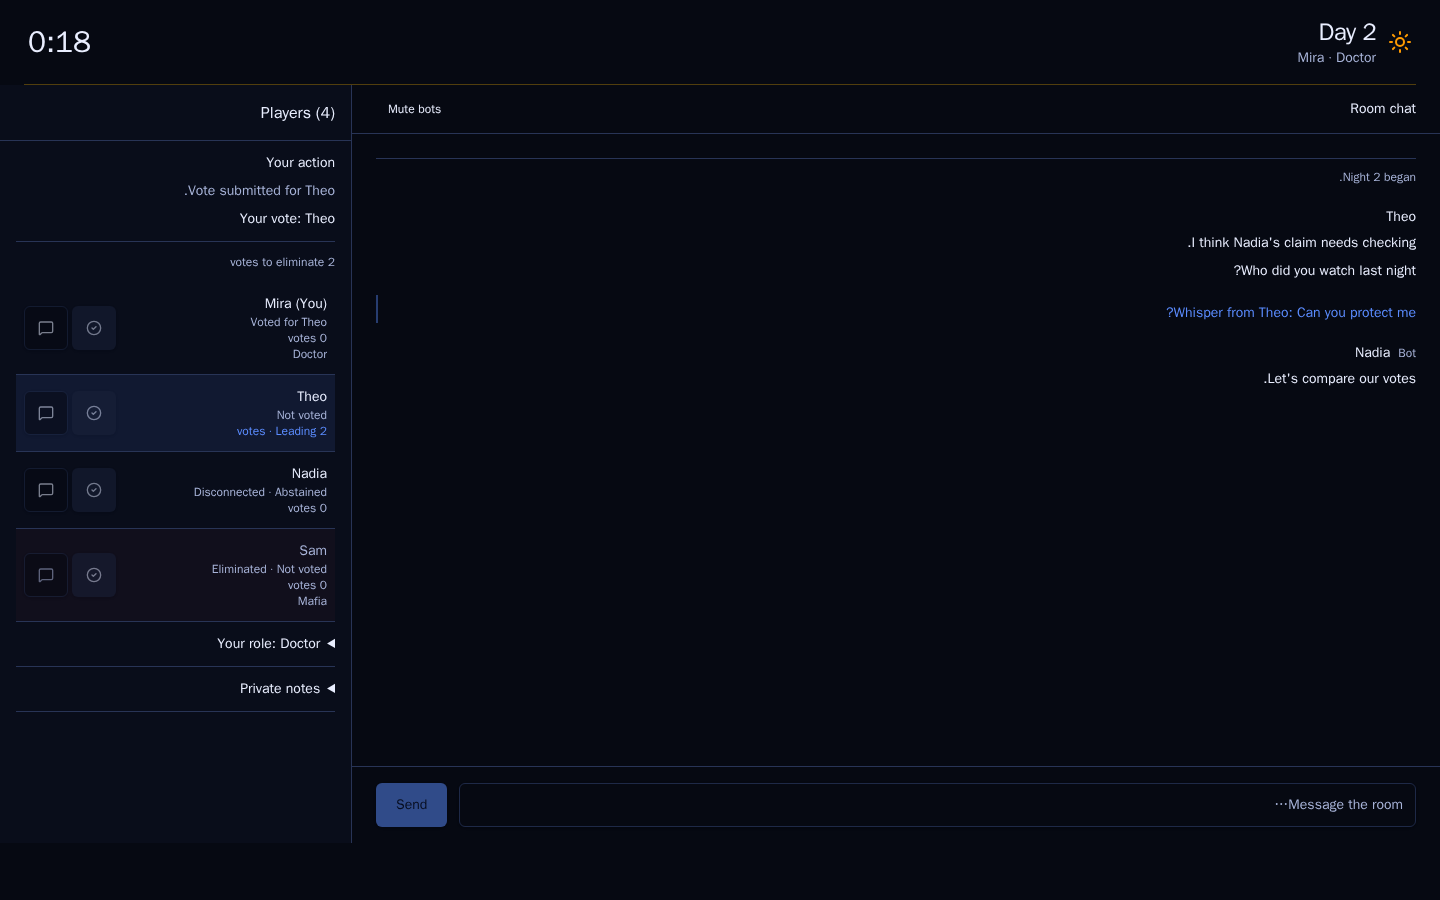 0:18
Day 2
Mira · Doctor
Players (4)
Your action
.Vote submitted for Theo
Your vote: Theo
votes to eliminate 2
Mira (You)
Voted for Theo
votes 0
Doctor
Theo
Not voted
votes · Leading 2
Nadia
Disconnected · Abstained
votes 0
Sam
Eliminated · Not voted
votes 0
Mafia
Your role: Doctor
Private notes
Mute bots
Room chat
.Night 2 began
Theo
.I think Nadia's claim needs checking
?Who did you watch last night
?Whisper from Theo: Can you protect me
Nadia Bot
.Let's compare our votes
Send
…Message the room